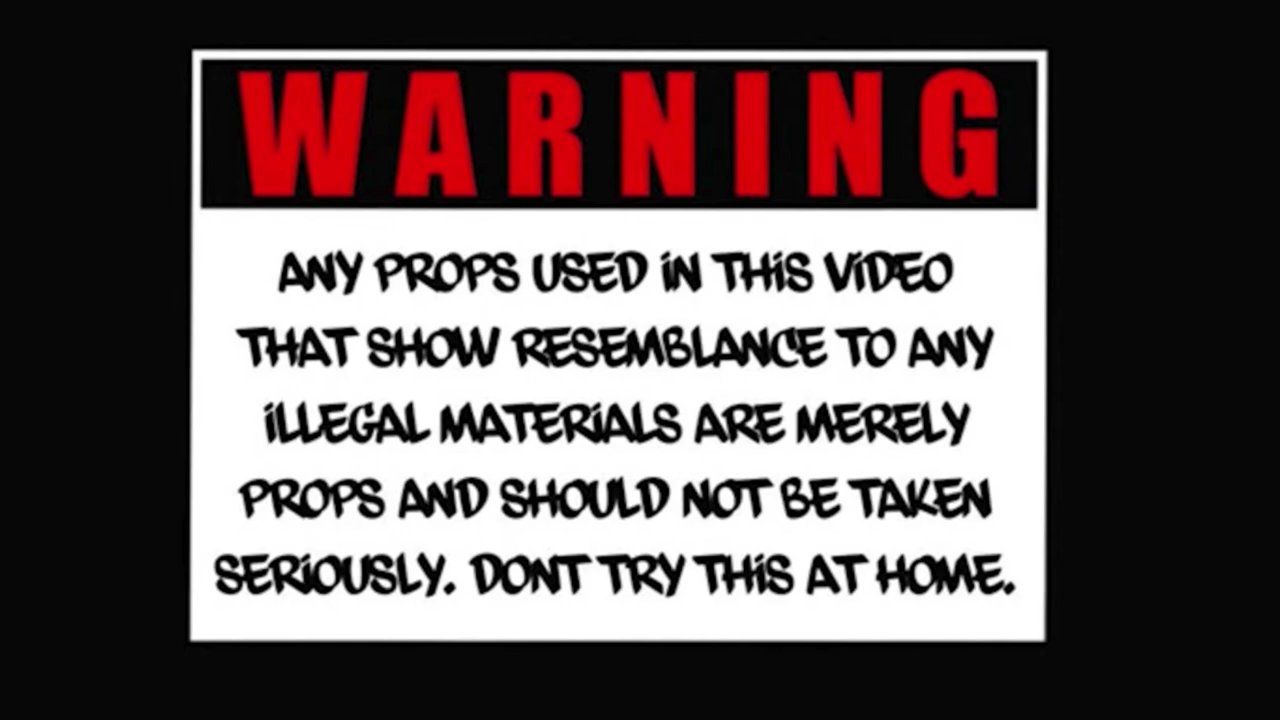 WARNING
ANY PROPS USED iN THiS ViDEO
THAT SHOW RESEMBLANCE TO ANY
iLLEGAL MATERiALS ARE MERELY
PROPS AND SHOULD NOT BE TAKEN
SERiOUSLY. DONT TRY THiS AT HOME.